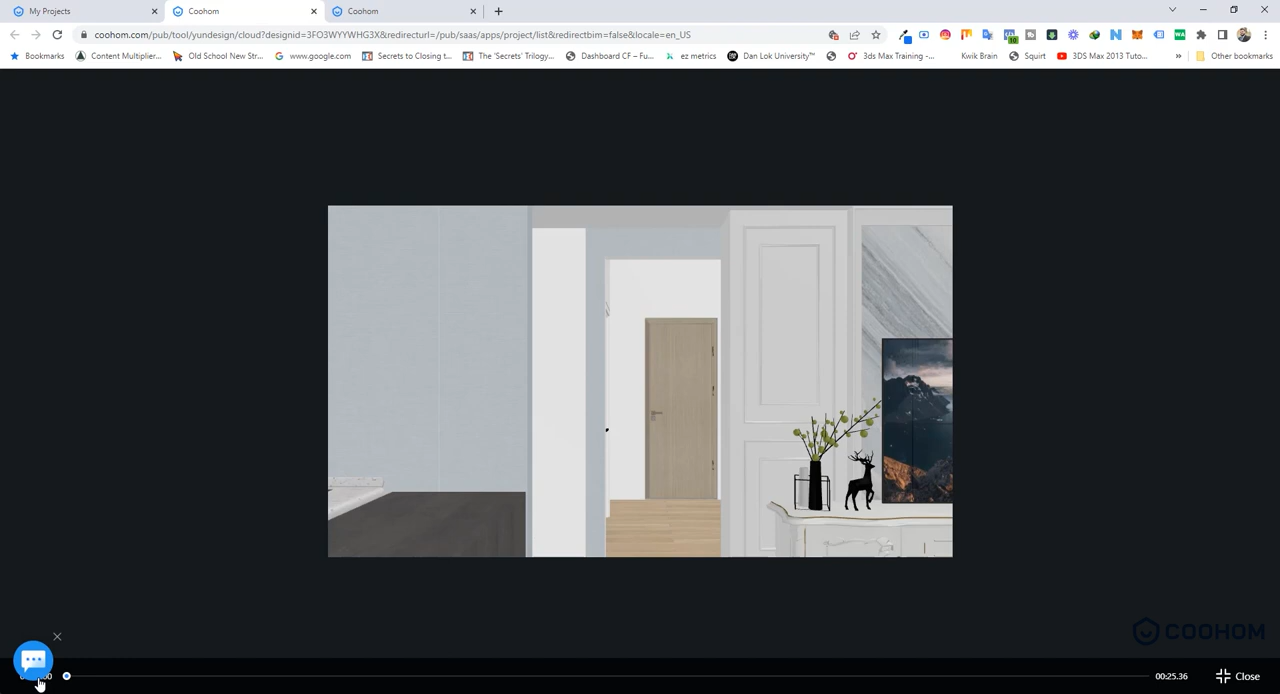 My Projects
Coohom
Coohom
coohom.com/pub/tool/yundesign/cloud?designid=3FO3WYYWHG3X&redirecturl=/pub/saas/apps/project/list&redirectbim=false&locale=en_US
10
WA
Bookmarks
Content Multiplier...
Old School New Str...
www.google.com
Secrets to Closing t...
The 'Secrets' Trilogy...
Dashboard CF – Fu...
ez metrics
Dan Lok University™
3ds Max Training -...
Kwik Brain
Squirt
3DS Max 2013 Tuto...
»
Other bookmarks
COOHOM
00:25.36
Close